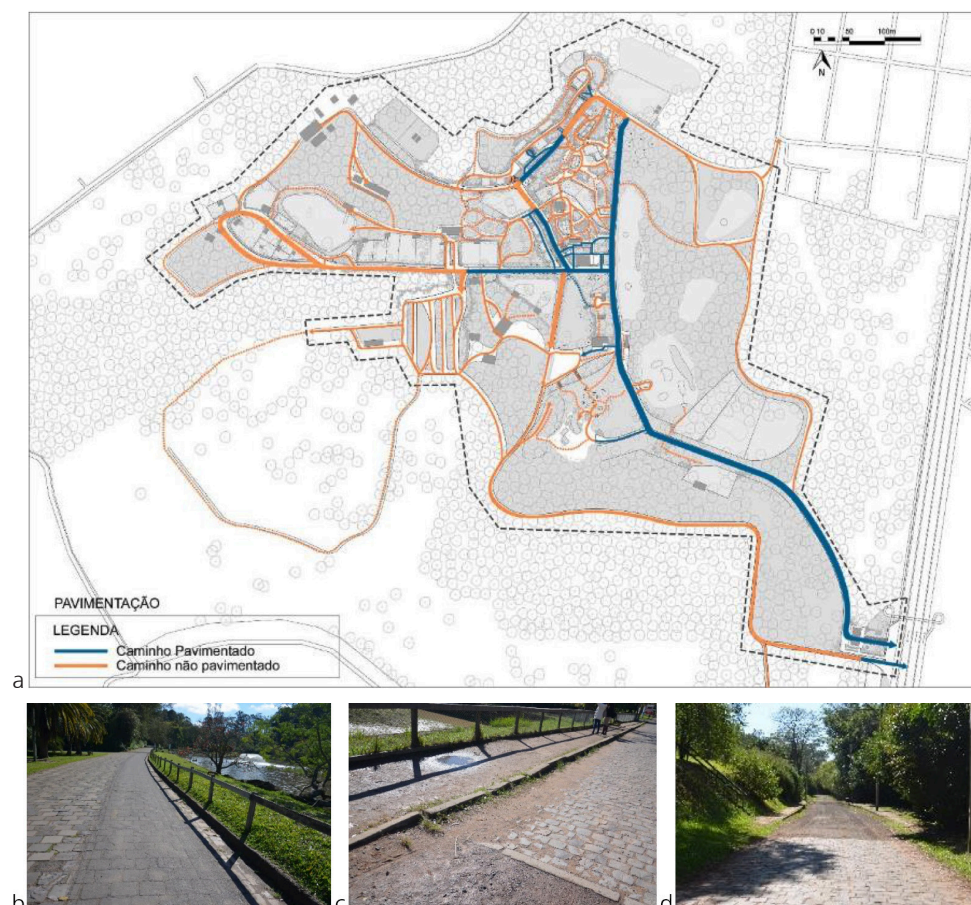 0 10 50 100m
N
PAVIMENTAÇÃO
LEGENDA
Caminho Pavimentado
Caminho não pavimentado
a
b
c
d